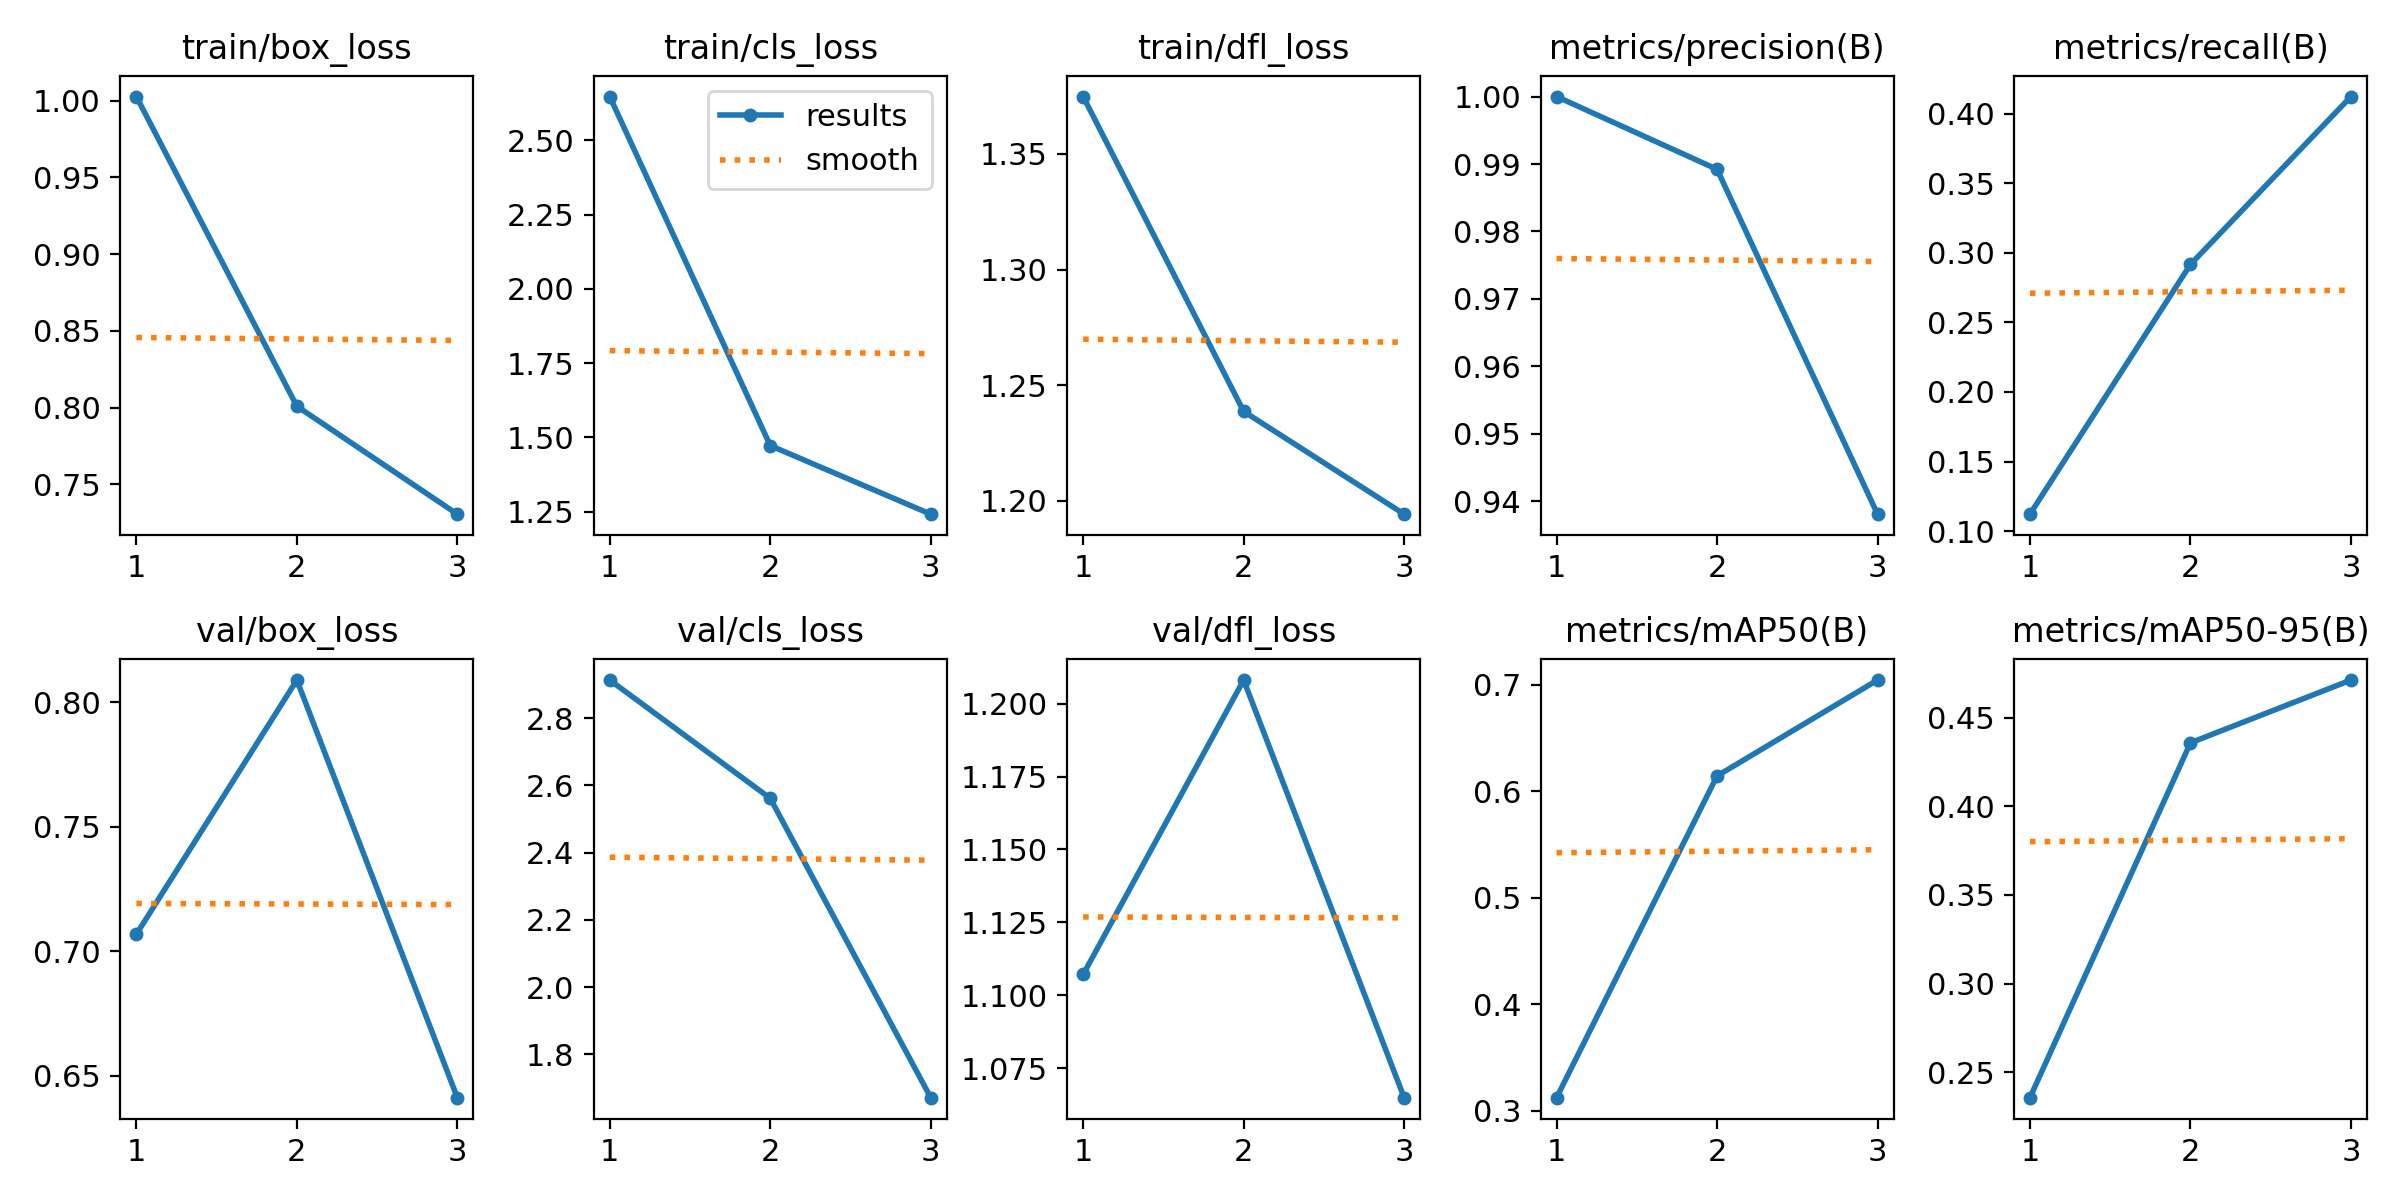 train/box_loss
1.00
0.95
0.90
0.85
0.80
0.75
1 2 3
train/cls_loss
results
smooth
2.50
2.25
2.00
1.75
1.50
1.25
1 2 3
train/dfl_loss
1.35
1.30
1.25
1.20
1 2 3
metrics/precision(B)
1.00
0.99
0.98
0.97
0.96
0.95
0.94
1 2 3
metrics/recall(B)
0.40
0.35
0.30
0.25
0.20
0.15
0.10
1 2 3
val/box_loss
0.80
0.75
0.70
0.65
1 2 3
val/cls_loss
2.8
2.6
2.4
2.2
2.0
1.8
1 2 3
val/dfl_loss
1.200
1.175
1.150
1.125
1.100
1.075
1 2 3
metrics/mAP50(B)
0.7
0.6
0.5
0.4
0.3
1 2 3
metrics/mAP50-95(B)
0.45
0.40
0.35
0.30
0.25
1 2 3